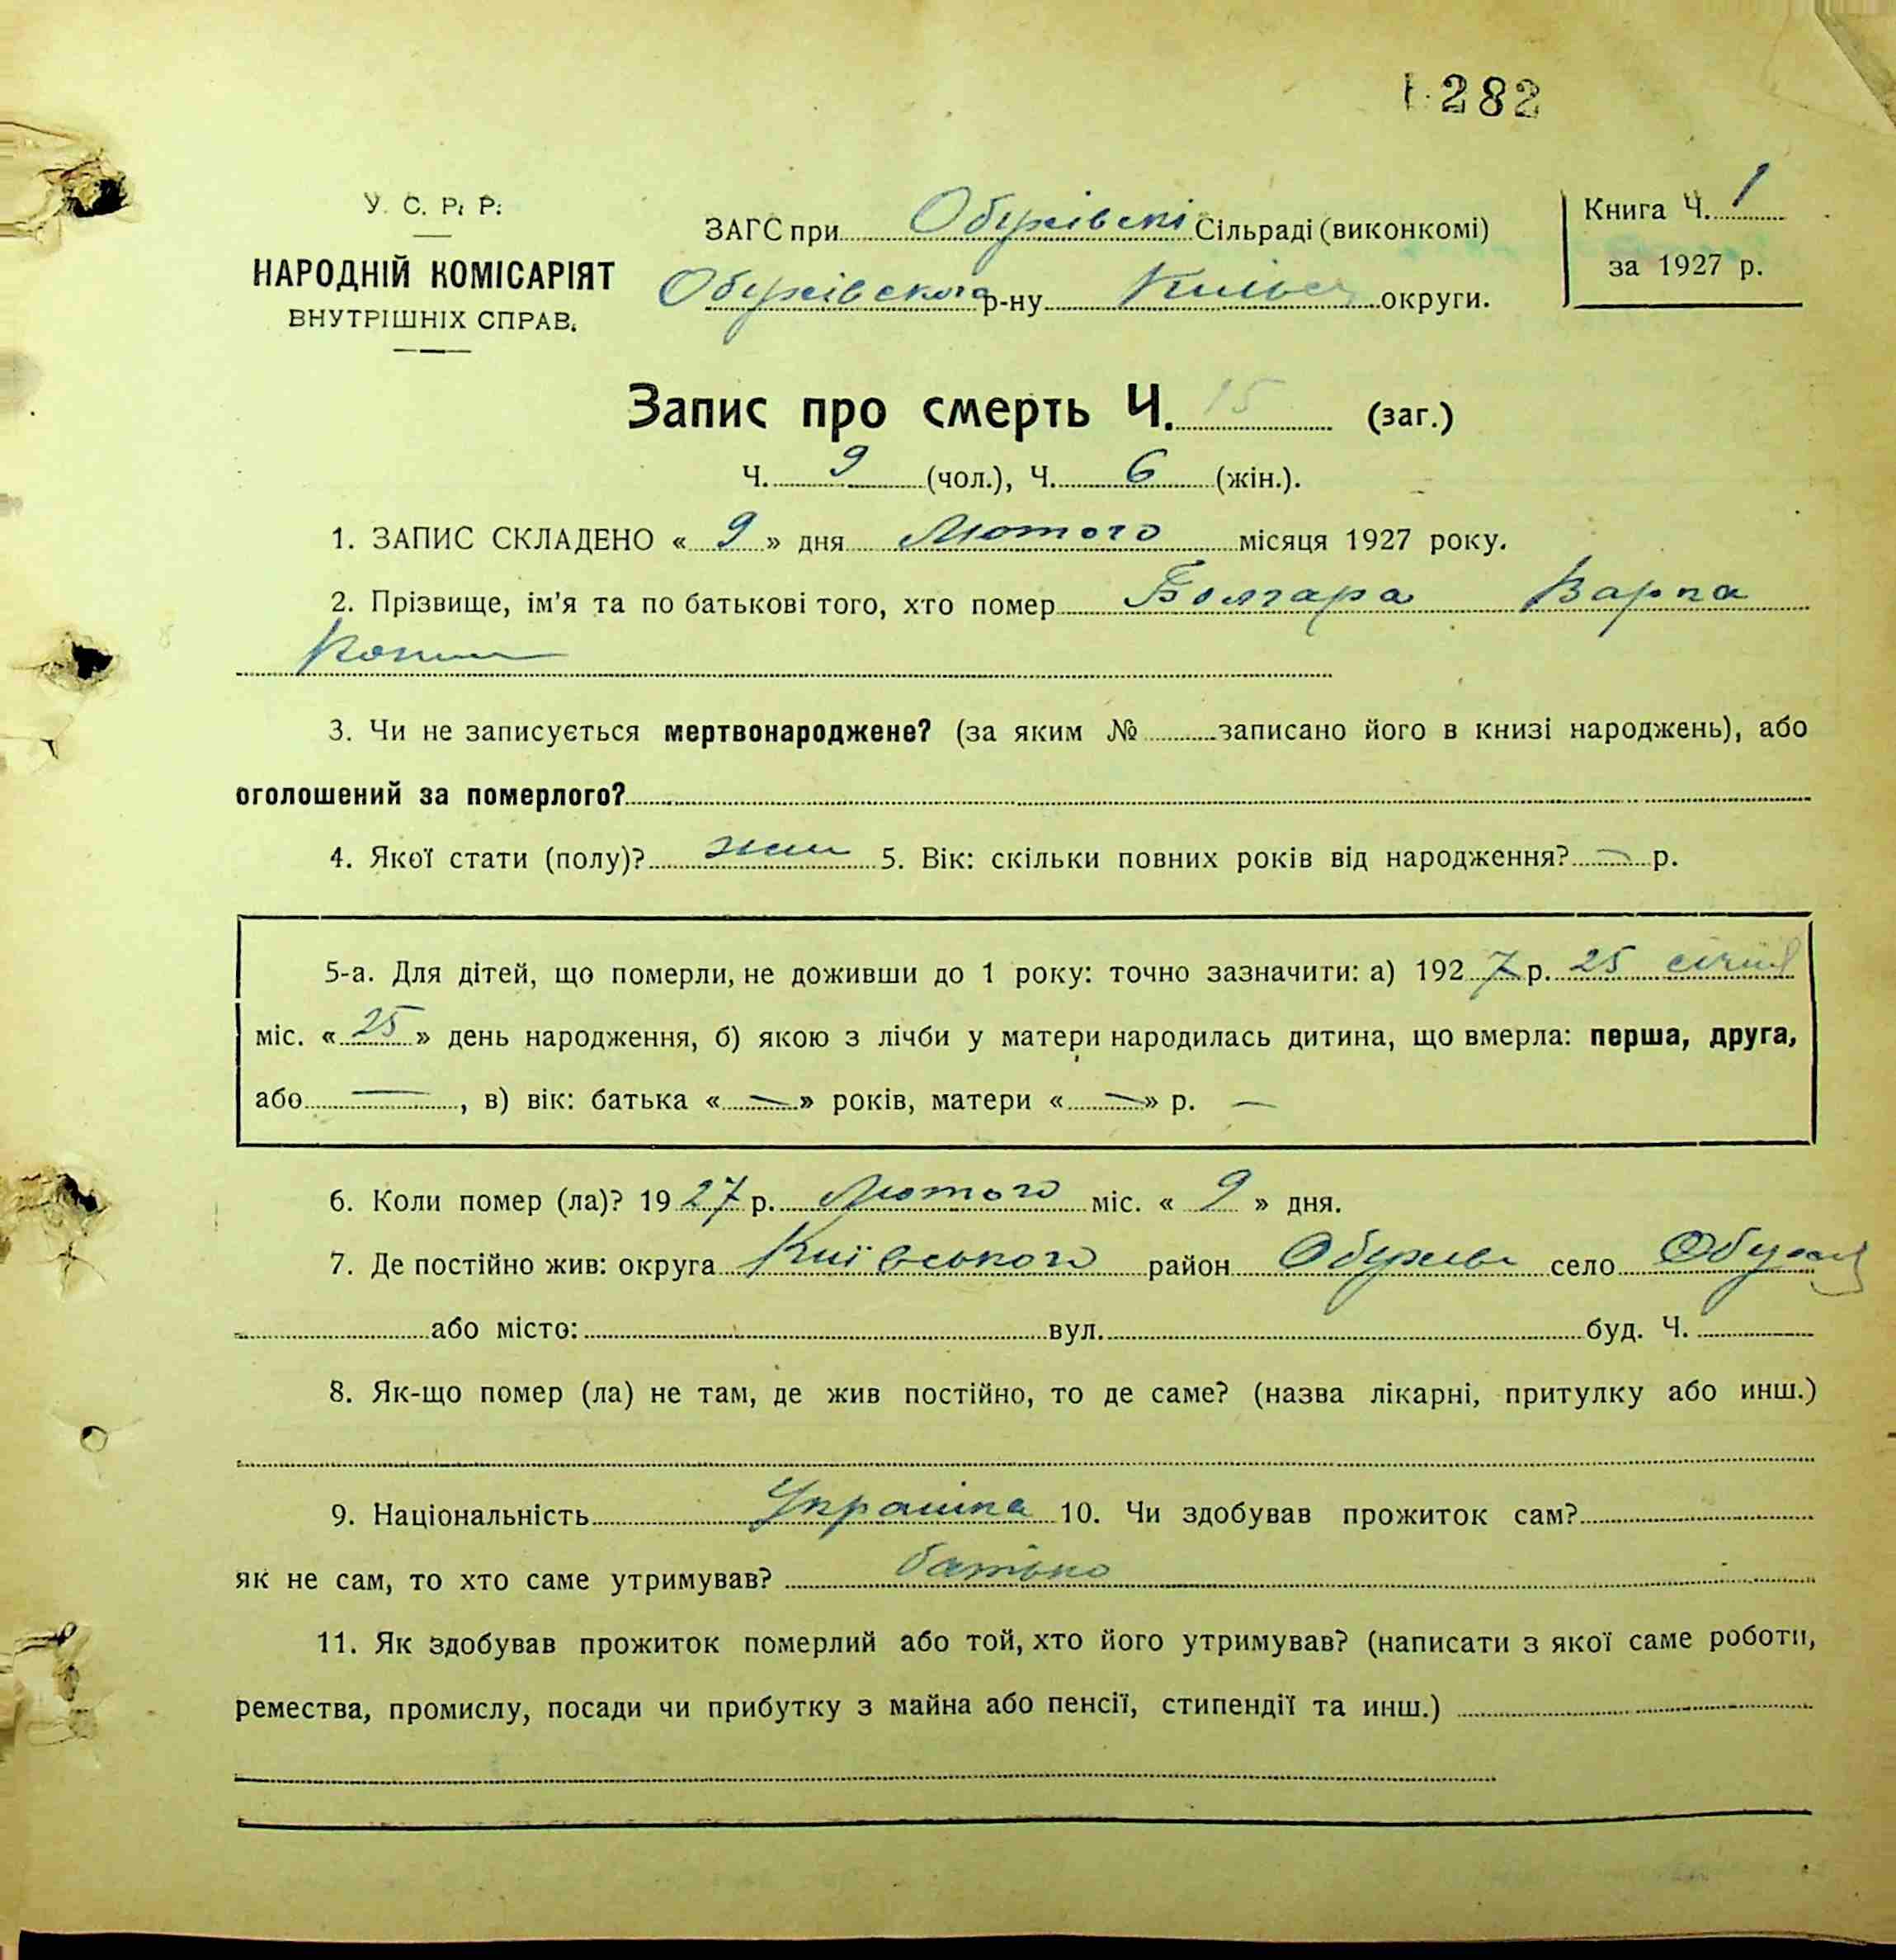 282
У. С. Р. Р.
НАРОДНІЙ КОМІСАРІЯТ
ВНУТРІШНІХ СПРАВ.
ЗАГС при Обухівскі Сільраді (виконкомі)
Обухівского р-ну округи.
Книга Ч. 1
за 1927 р.
Запис про смерть Ч. 15 (заг.)
Ч. 9 (чол.), Ч. 6 (жін.).
1. ЗАПИС СКЛАДЕНО « 9 » дня Лютого місяця 1927 року.
2. Прізвище, ім'я та по батькові того, хто помер Болгара
3. Чи не записується мертвонароджене? (за яким № записано його в книзі народжень), або
оголошений за померлого?
4. Якої стати (полу)? жін 5. Вік: скільки повних років від народження? — р.
5-а. Для дітей, що померли, не доживши до 1 року: точно зазначити: а) 1927 р. 25 січня
міс. « 25 » день народження, б) якою з лічби у матери народилась дитина, що вмерла: перша, друга,
або —, в) вік: батька « — » років, матери « — » р. —
6. Коли помер (ла)? 1927 р. Лютого міс. « 9 » дня.
7. Де постійно жив: округа Київського район Обухів село Обухів
або місто: вул. буд. Ч.
8. Як-що помер (ла) не там, де жив постійно, то де саме? (назва лікарні, притулку або инш.)
9. Національність Українка 10. Чи здобував прожиток сам?
як не сам, то хто саме утримував? батько
11. Як здобував прожиток померлий або той, хто його утримував? (написати з якої саме роботи,
ремества, промислу, посади чи прибутку з майна або пенсії, стипендії та инш.)